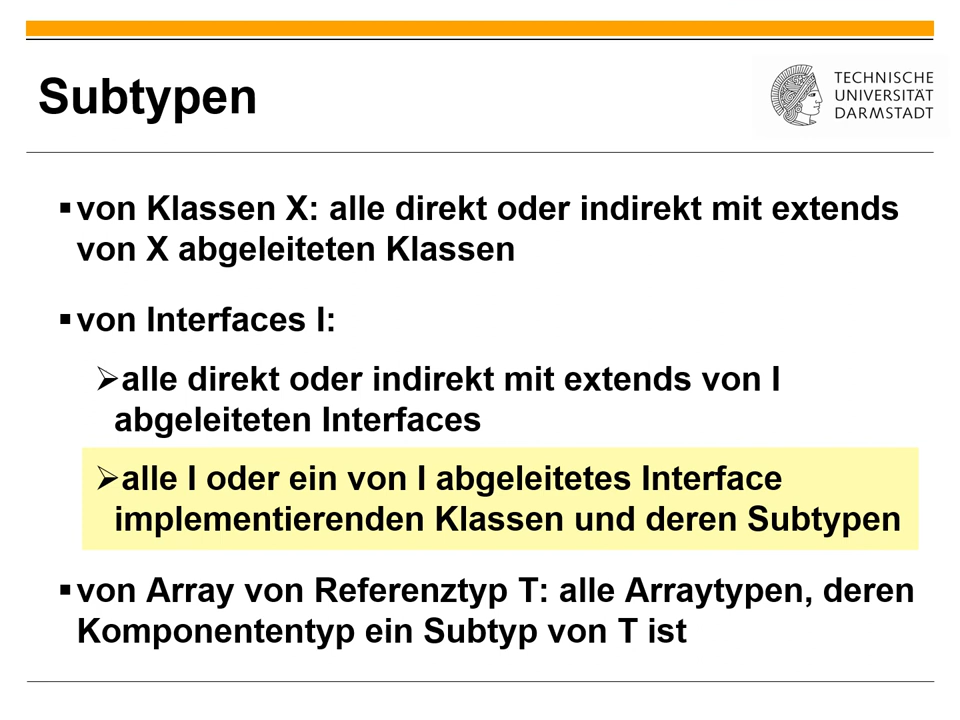 Subtypen
TECHNISCHE
UNIVERSITÄT
DARMSTADT
▪ von Klassen X: alle direkt oder indirekt mit extends
von X abgeleiteten Klassen
▪ von Interfaces I:
➢ alle direkt oder indirekt mit extends von I
abgeleiteten Interfaces
➢ alle I oder ein von I abgeleitetes Interface
implementierenden Klassen und deren Subtypen
▪ von Array von Referenztyp T: alle Arraytypen, deren
Komponententyp ein Subtyp von T ist